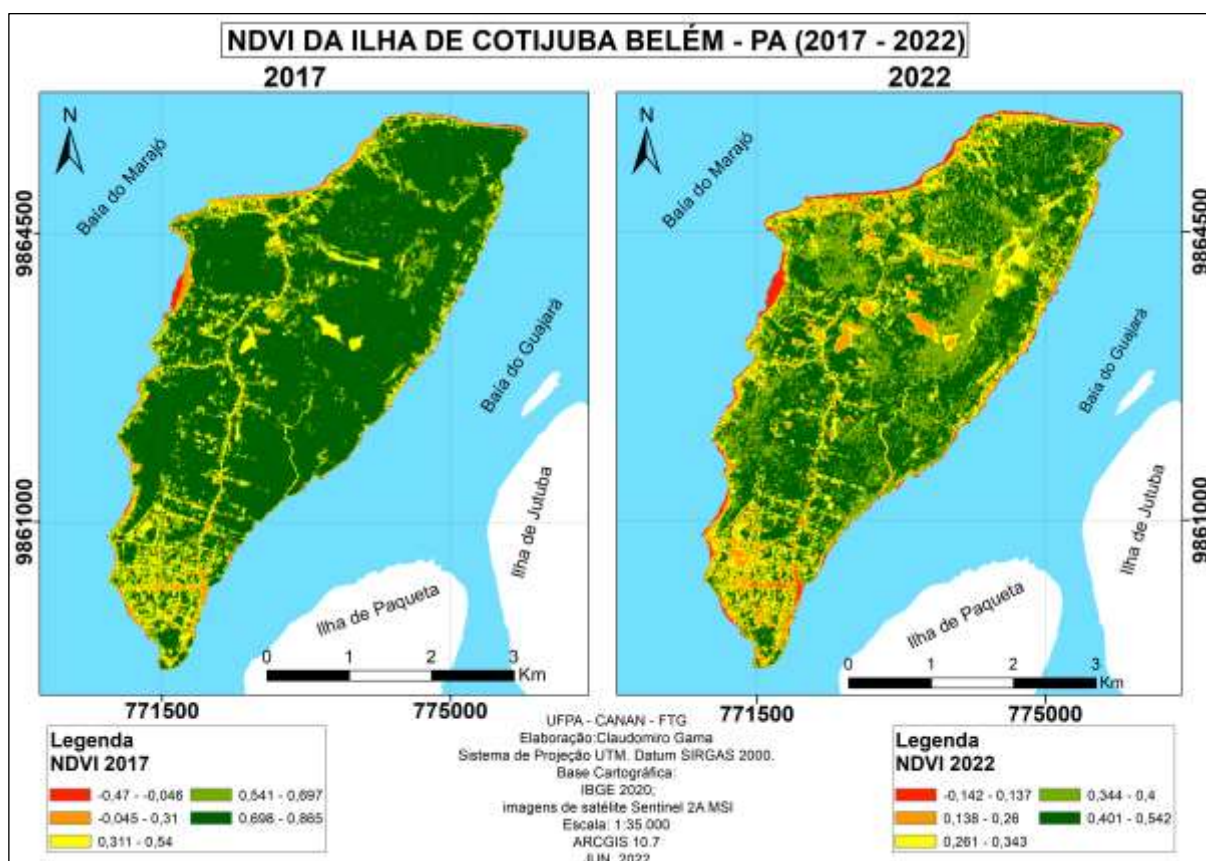 NDVI DA ILHA DE COTIJUBA BELÉM - PA (2017 - 2022)
2017
2022
N
Baía do Marajó
9864500
9861000
Baía do Guajará
Ilha de Jutuba
Ilha de Paqueta
0 1 2 3
Km
771500 775000
N
Baía do Marajó
9864500
9861000
Baía do Guajará
Ilha de Jutuba
Ilha de Paqueta
0 1 2 3
Km
771500 775000
Legenda
NDVI 2017
-0,47 - -0,046
-0,045 - 0,31
0,311 - 0,54
0,541 - 0,697
0,698 - 0,865
UFPA - CANAN - FTG
Elaboração:Claudomiro Gama
Sistema de Projeção UTM. Datum SIRGAS 2000.
Base Cartográfica:
IBGE 2020;
imagens de satélite Sentinel 2A MSI
Escala: 1:35.000
ARCGIS 10.7
JUN, 2022
Legenda
NDVI 2022
-0,142 - 0,137
0,138 - 0,26
0,261 - 0,343
0,344 - 0,4
0,401 - 0,542